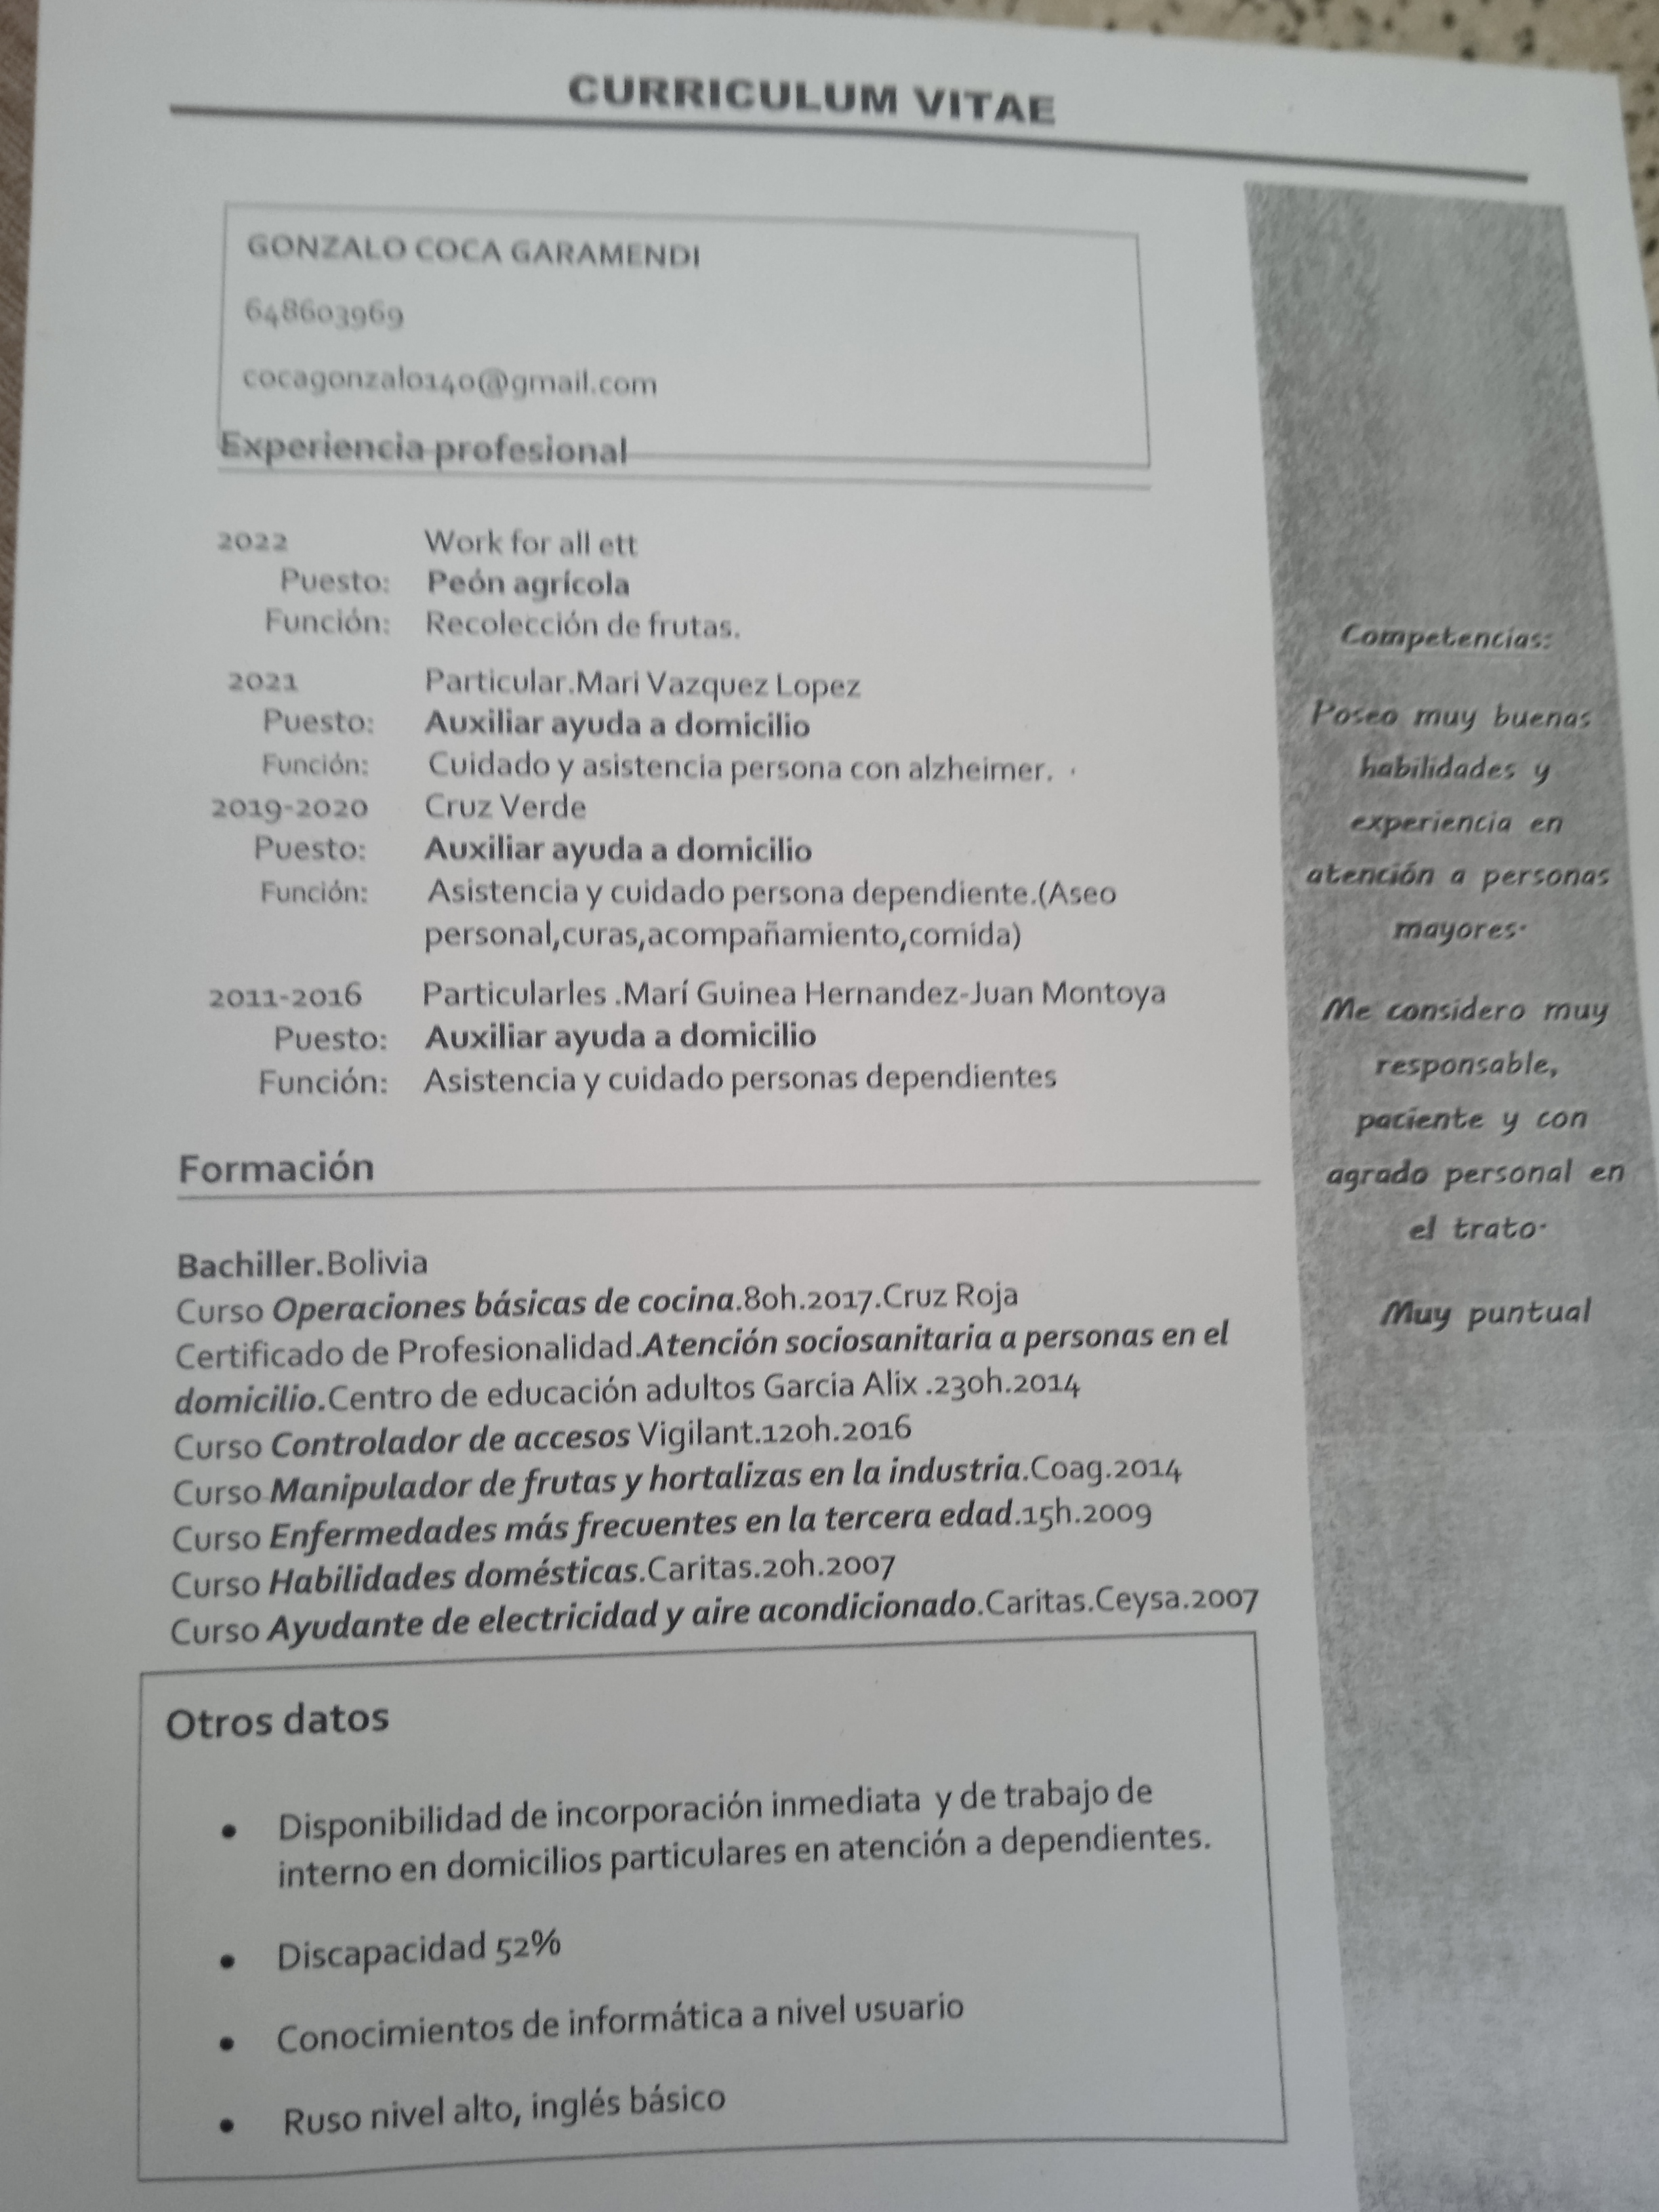 CURRICULUM VITAE
GONZALO COCA GARAMENDI
648603969
cocagonzalo140@gmail.com
Experiencia profesional
2022 Work for all ett
Puesto: Peón agrícola
Función: Recolección de frutas.
2021 Particular.Mari Vazquez Lopez
Puesto: Auxiliar ayuda a domicilio
Función: Cuidado y asistencia persona con alzheimer.
2019-2020 Cruz Verde
Puesto: Auxiliar ayuda a domicilio
Función: Asistencia y cuidado persona dependiente.(Aseo
personal,curas,acompañamiento,comida)
2011-2016 Particularles .Marí Guinea Hernandez-Juan Montoya
Puesto: Auxiliar ayuda a domicilio
Función: Asistencia y cuidado personas dependientes
Formación
Bachiller.Bolivia
Curso Operaciones básicas de cocina.80h.2017.Cruz Roja
Certificado de Profesionalidad.Atención sociosanitaria a personas en el
domicilio.Centro de educación adultos Garcia Alix .230h.2014
Curso Controlador de accesos Vigilant.120h.2016
Curso Manipulador de frutas y hortalizas en la industria.Coag.2014
Curso Enfermedades más frecuentes en la tercera edad.15h.2009
Curso Habilidades domésticas.Caritas.20h.2007
Curso Ayudante de electricidad y aire acondicionado.Caritas.Ceysa.2007
Otros datos
• Disponibilidad de incorporación inmediata y de trabajo de
interno en domicilios particulares en atención a dependientes.
• Discapacidad 52%
• Conocimientos de informática a nivel usuario
• Ruso nivel alto, inglés básico
Competencias:
Poseo muy buenas
habilidades y
experiencia en
atención a personas
mayores.
Me considero muy
responsable,
paciente y con
agrado personal en
el trato.
Muy puntual